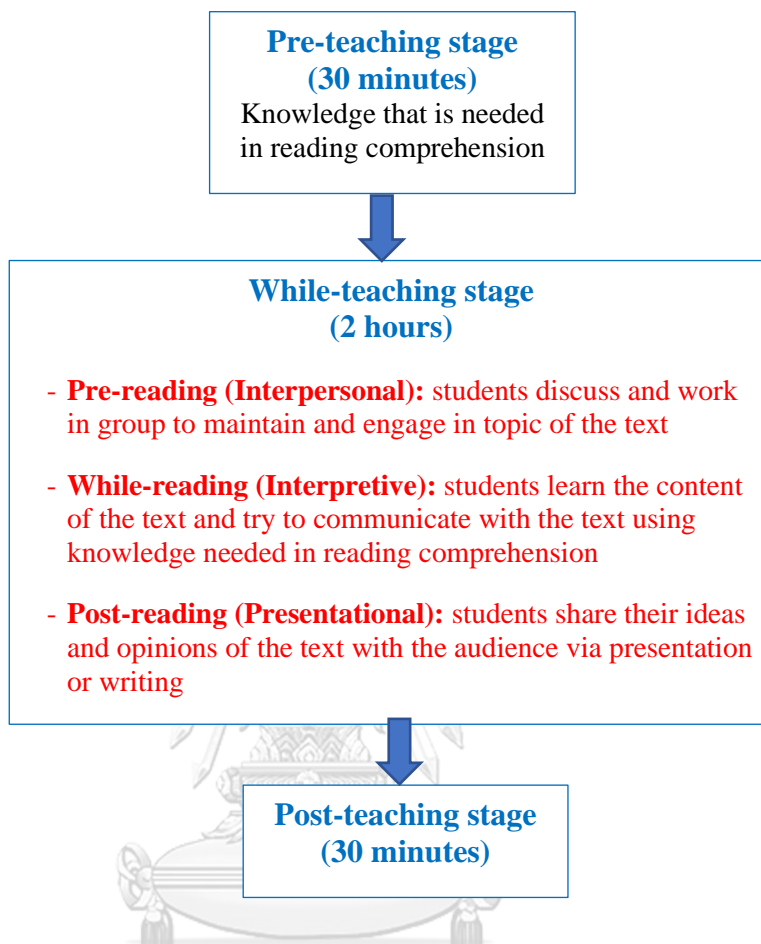 Pre-teaching stage
(30 minutes)
Knowledge that is needed
in reading comprehension
While-teaching stage
(2 hours)
- Pre-reading (Interpersonal): students discuss and work
in group to maintain and engage in topic of the text
- While-reading (Interpretive): students learn the content
of the text and try to communicate with the text using
knowledge needed in reading comprehension
- Post-reading (Presentational): students share their ideas
and opinions of the text with the audience via presentation
or writing
Post-teaching stage
(30 minutes)